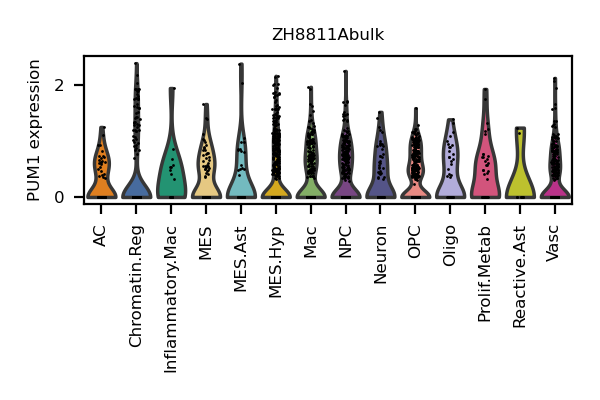 ZH8811Abulk
PUM1 expression
2
0
AC
Chromatin.Reg
Inflammatory.Mac
MES
MES.Ast
MES.Hyp
Mac
NPC
Neuron
OPC
Oligo
Prolif.Metab
Reactive.Ast
Vasc